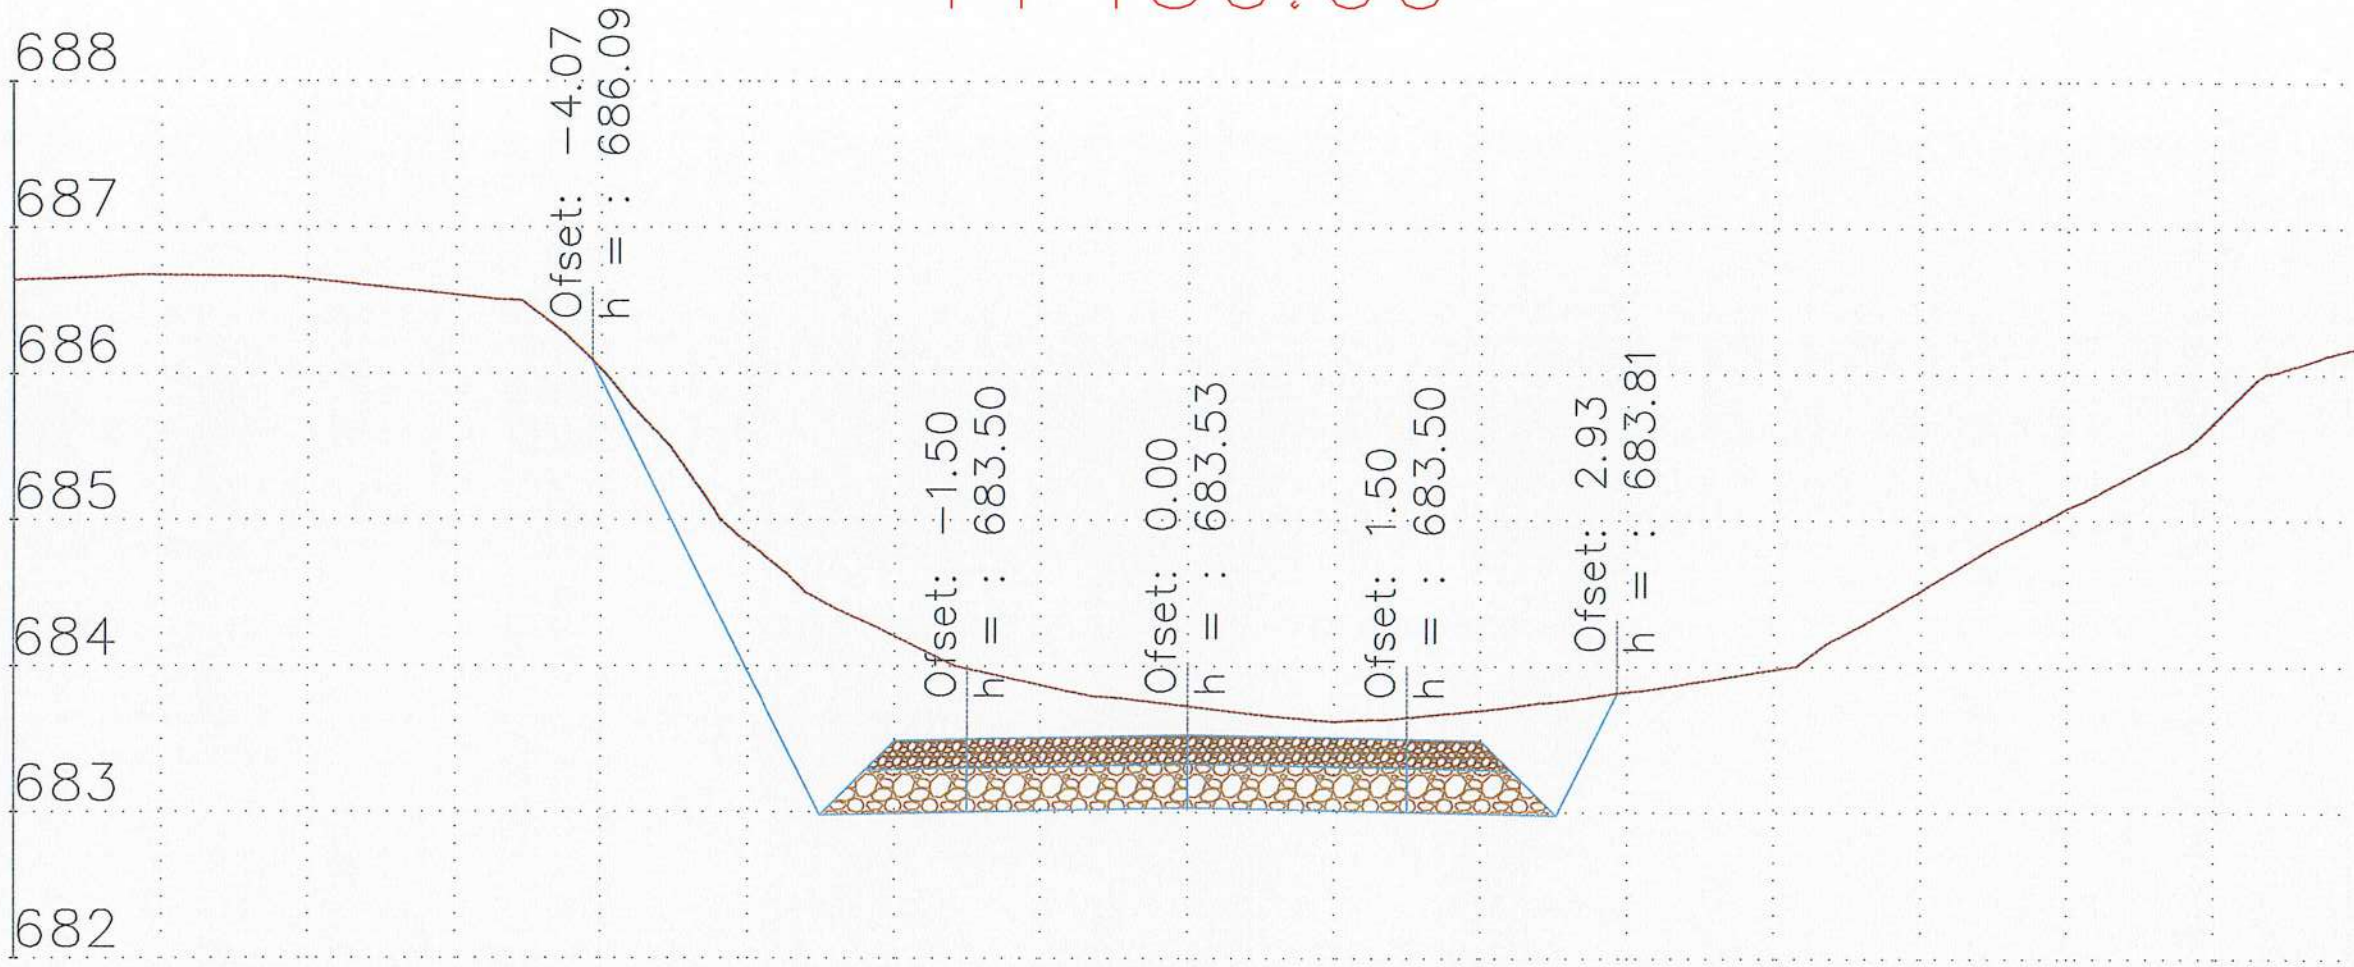 688
687
686
685
684
683
682
Ofset: -4.07
h = : 686.09
Ofset: -1.50
h = : 683.50
Ofset: 0.00
h = : 683.53
Ofset: 1.50
h = : 683.50
Ofset: 2.93
h = : 683.81